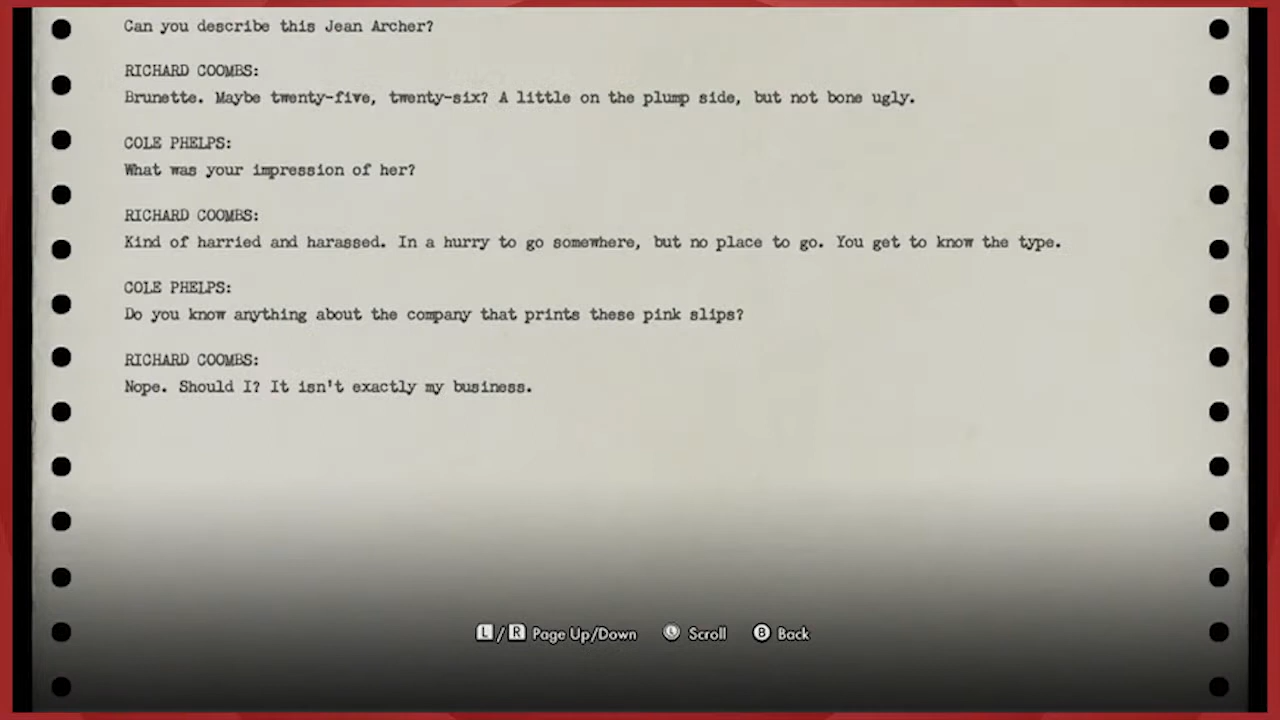 Can you describe this Jean Archer?
RICHARD COOMBS:
Brunette. Maybe twenty-five, twenty-six? A little on the plump side, but not bone ugly.
COLE PHELPS:
What was your impression of her?
RICHARD COOMBS:
Kind of harried and harassed. In a hurry to go somewhere, but no place to go. You get to know the type.
COLE PHELPS:
Do you know anything about the company that prints these pink slips?
RICHARD COOMBS:
Nope. Should I? It isn't exactly my business.
L / R Page Up/Down L Scroll B Back